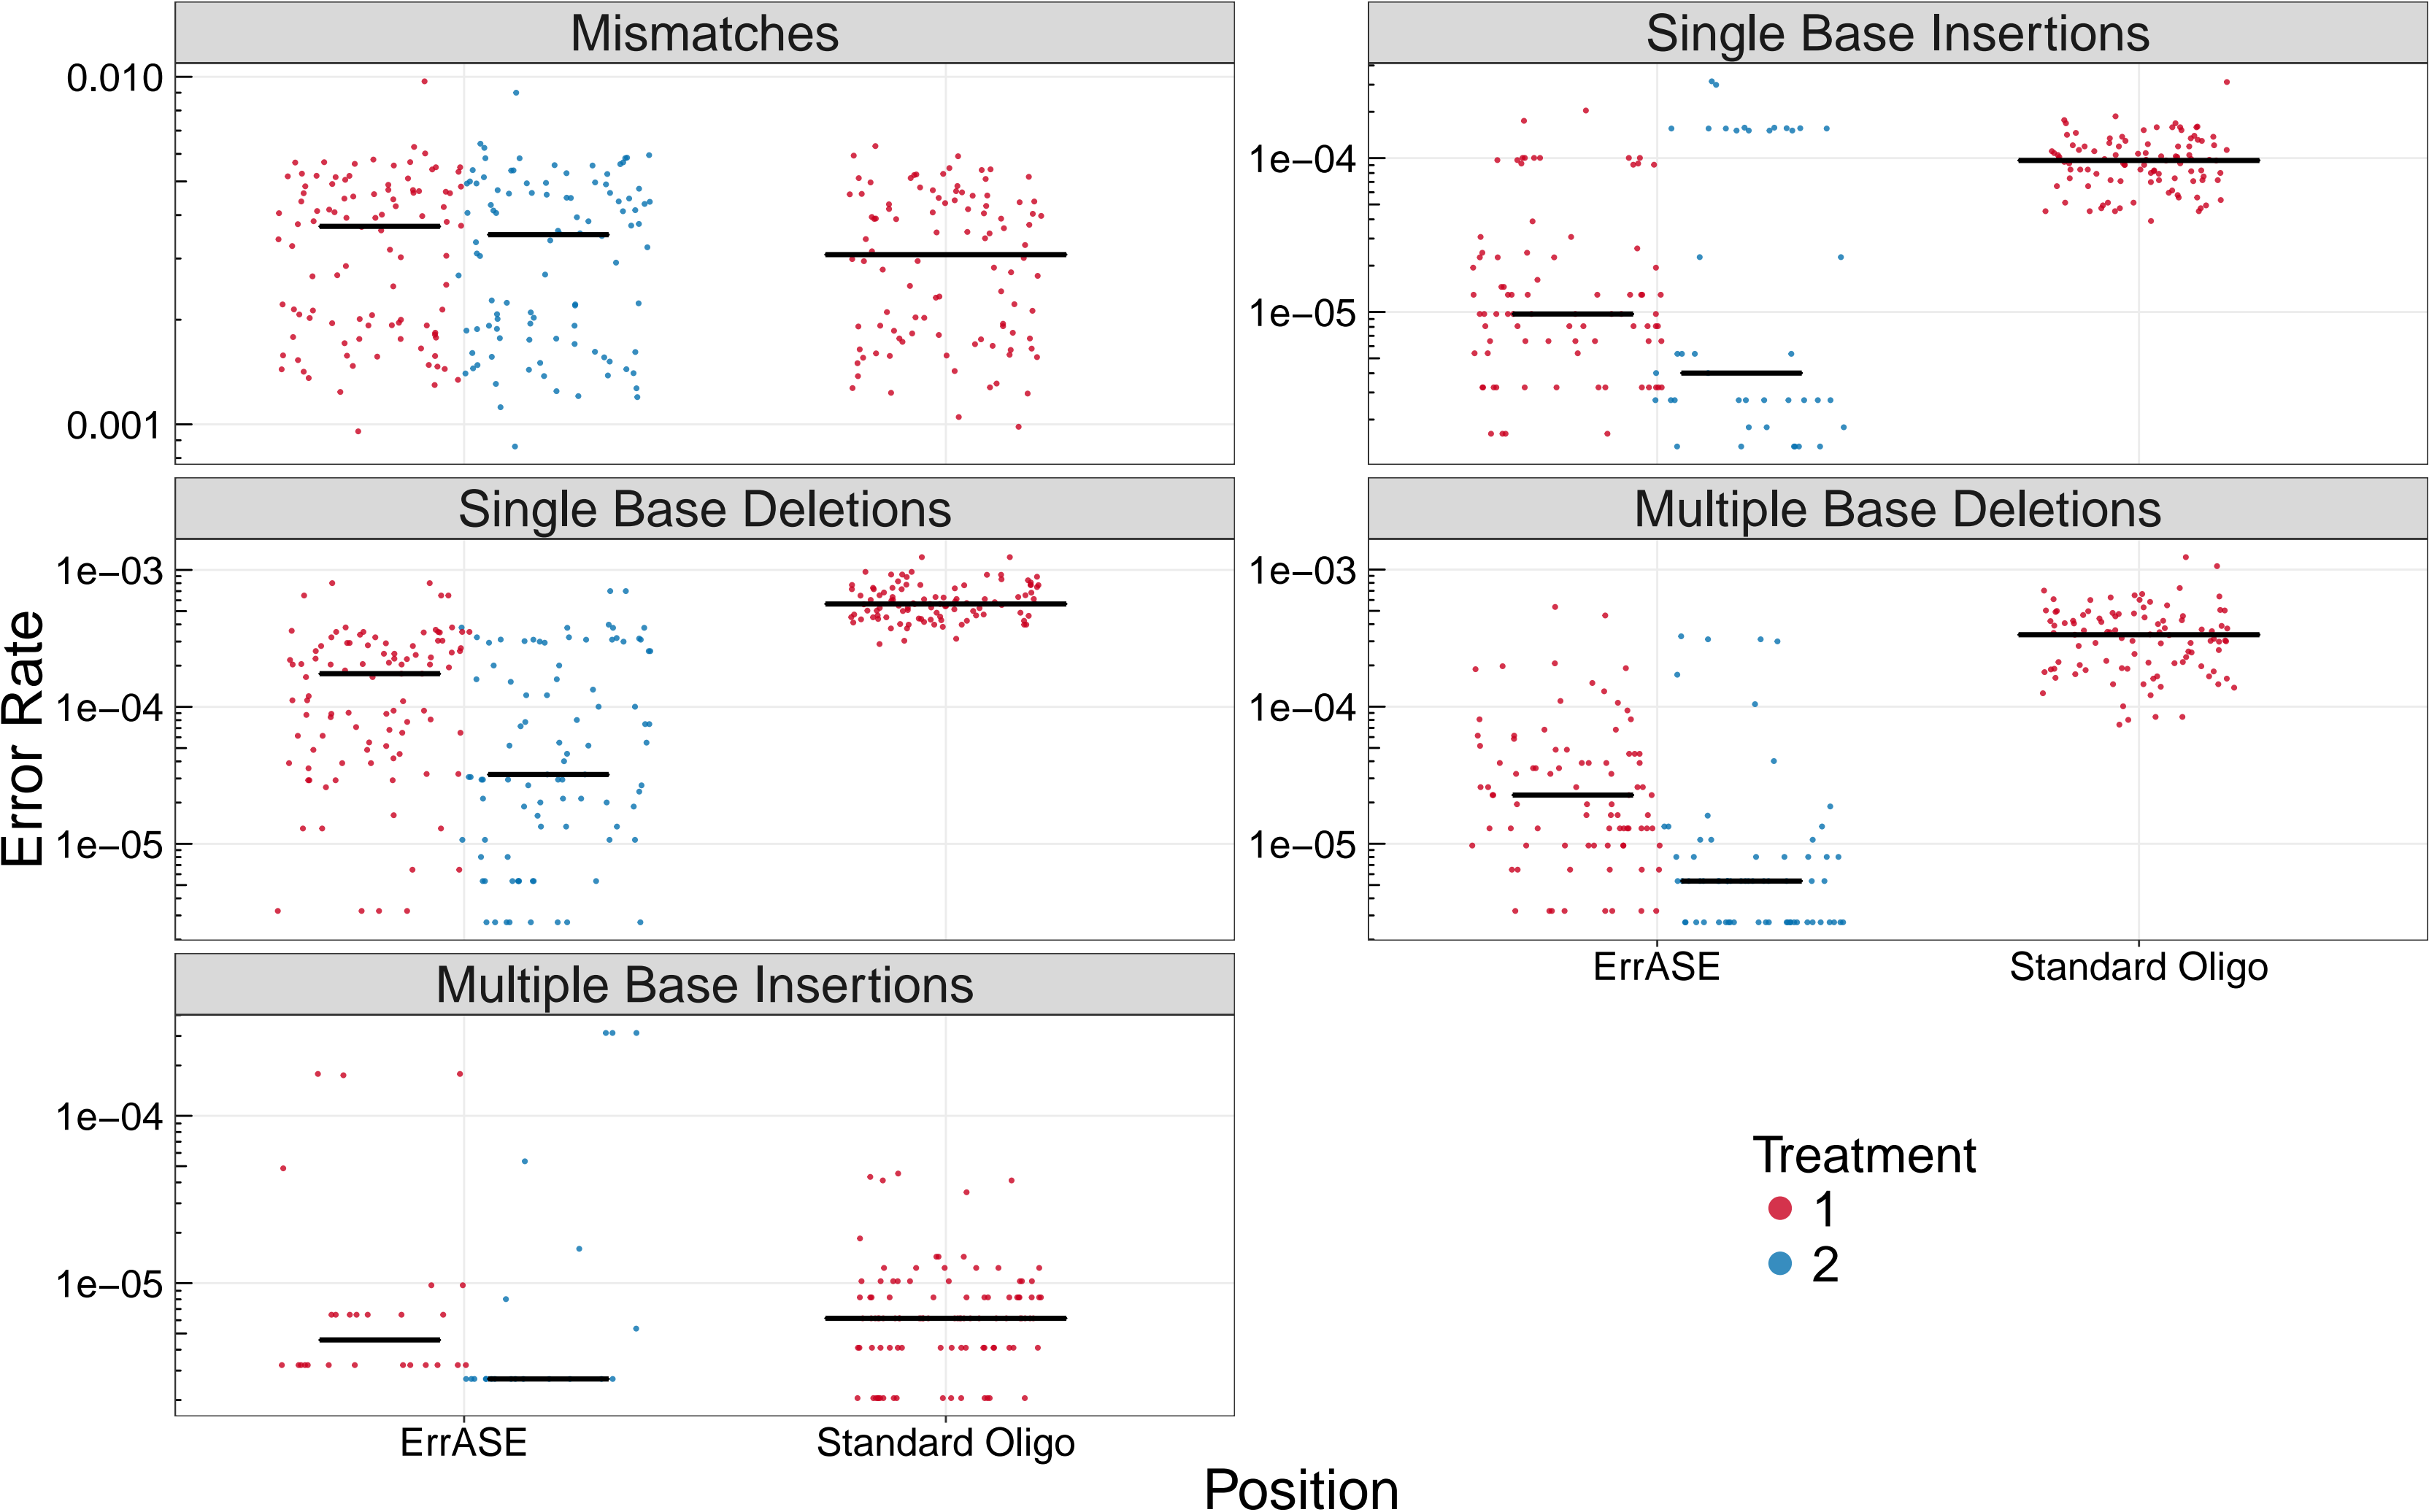 Mismatches
Single Base Insertions
0.010
0.001
1e−04
1e−05
Single Base Deletions
Multiple Base Deletions
1e−03
1e−04
1e−05
1e−03
1e−04
1e−05
ErrASE
Standard Oligo
Multiple Base Insertions
1e−04
1e−05
ErrASE
Standard Oligo
Error Rate
Position
Treatment
1
2